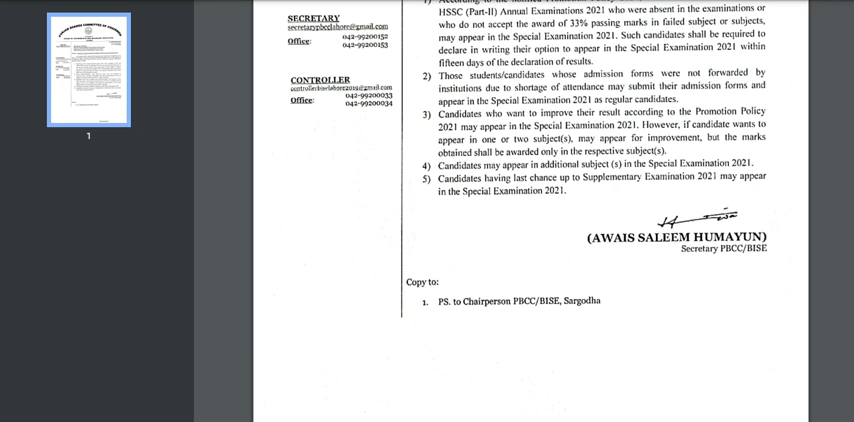 SECRETARY
secretarypbcclahore@gmail.com
Office: 042-99200152
042-99200153
CONTROLLER
controllerbiselahore2019@gmail.com
Office: 042-99200033
042-99200034
HSSC (Part-II) Annual Examinations 2021 who were absent in the examinations or
who do not accept the award of 33% passing marks in failed subject or subjects,
may appear in the Special Examination 2021. Such candidates shall be required to
declare in writing their option to appear in the Special Examination 2021 within
fifteen days of the declaration of results.
2) Those students/candidates whose admission forms were not forwarded by
institutions due to shortage of attendance may submit their admission forms and
appear in the Special Examination 2021 as regular candidates.
3) Candidates who want to improve their result according to the Promotion Policy
2021 may appear in the Special Examination 2021. However, if candidate wants to
appear in one or two subject(s), may appear for improvement, but the marks
obtained shall be awarded only in the respective subject(s).
4) Candidates may appear in additional subject (s) in the Special Examination 2021.
5) Candidates having last chance up to Supplementary Examination 2021 may appear
in the Special Examination 2021.
(AWAIS SALEEM HUMAYUN)
Secretary PBCC/BISE
Copy to:
1. PS. to Chairperson PBCC/BISE, Sargodha
1